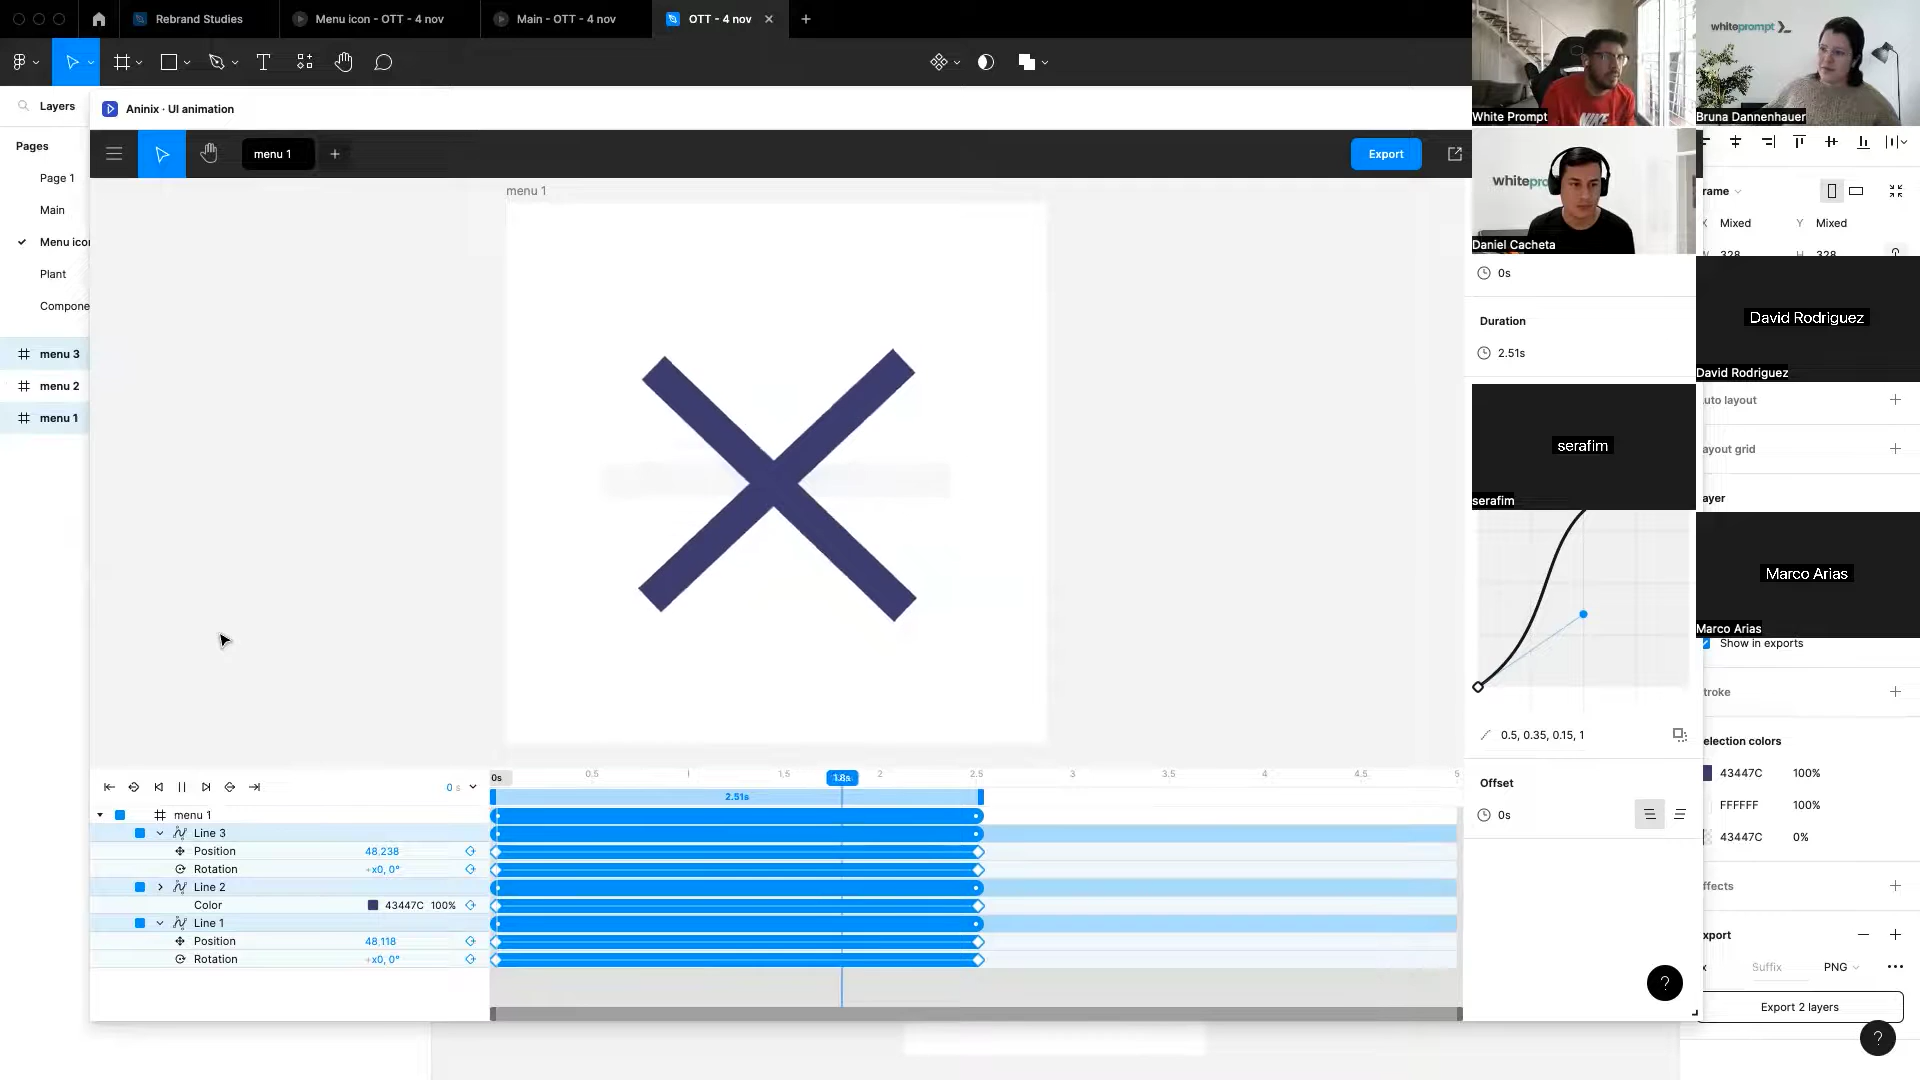 Rebrand Studies
Menu icon - OTT - 4 nov
Main - OTT - 4 nov
OTT - 4 nov
Layers
Aninix · UI animation
Pages
menu 1
Export
Page 1
Main
Menu icon
Plant
Compone
menu 3
menu 2
menu 1
menu 1
whiteprompt
White Prompt
Bruna Dannenhauer
whitepro
Daniel Cacheta
rame
X Mixed
Y Mixed
328
328
0s
David Rodriguez
David Rodriguez
Duration
2.51s
uto layout
serafim
ayout grid
serafim
ayer
Marco Arias
Marco Arias
Show in exports
troke
0.5, 0.35, 0.15, 1
election colors
43447C 100%
FFFFFF 100%
43447C 0%
Offset
0s
ffects
xport
x Suffix PNG
Export 2 layers
?
?
0 s
0s 0.5 1 1.5 1.8s 2 2.5 3 3.5 4 4.5 5
2.51s
menu 1
Line 3
Position 48,238
Rotation +x0, 0°
Line 2
Color 43447C 100%
Line 1
Position 48,118
Rotation +x0, 0°